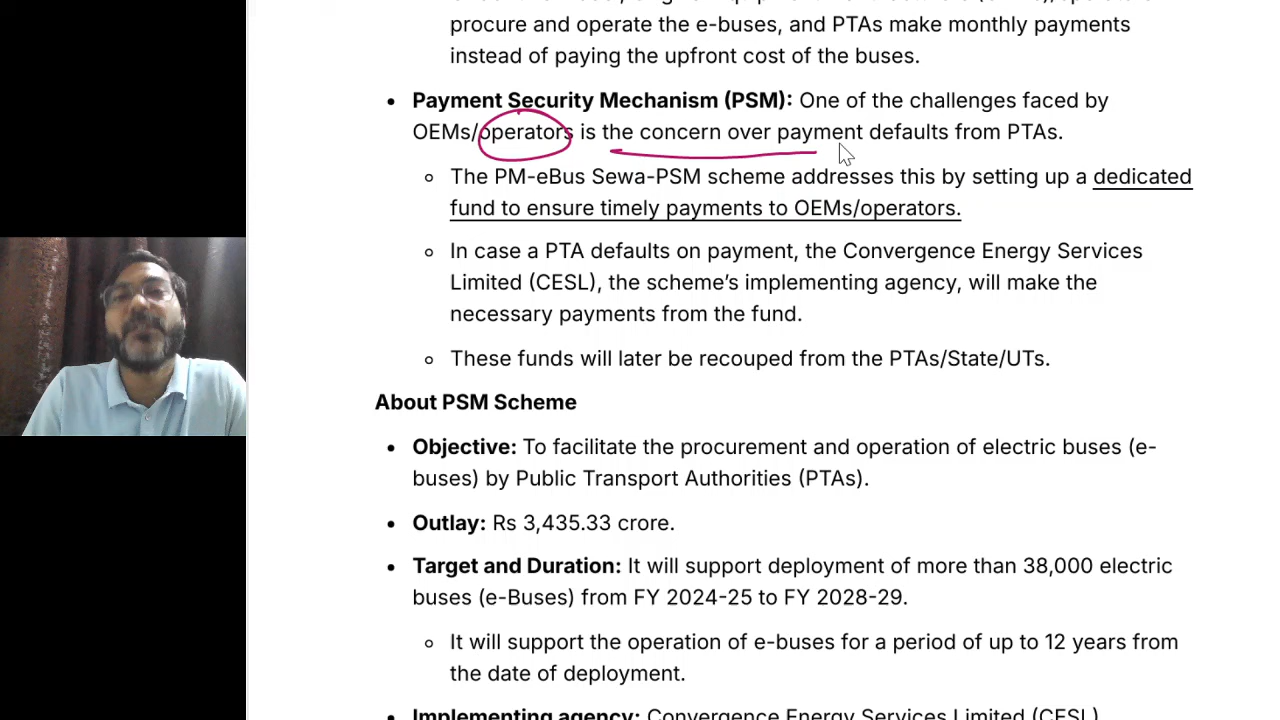 procure and operate the e-buses, and PTAs make monthly payments
instead of paying the upfront cost of the buses.
• Payment Security Mechanism (PSM): One of the challenges faced by
OEMs/operators is the concern over payment defaults from PTAs.
○ The PM-eBus Sewa-PSM scheme addresses this by setting up a dedicated
fund to ensure timely payments to OEMs/operators.
○ In case a PTA defaults on payment, the Convergence Energy Services
Limited (CESL), the scheme’s implementing agency, will make the
necessary payments from the fund.
○ These funds will later be recouped from the PTAs/State/UTs.
About PSM Scheme
• Objective: To facilitate the procurement and operation of electric buses (e-
buses) by Public Transport Authorities (PTAs).
• Outlay: Rs 3,435.33 crore.
• Target and Duration: It will support deployment of more than 38,000 electric
buses (e-Buses) from FY 2024-25 to FY 2028-29.
○ It will support the operation of e-buses for a period of up to 12 years from
the date of deployment.
• Implementing agency: Convergence Energy Services Limited (CESL)